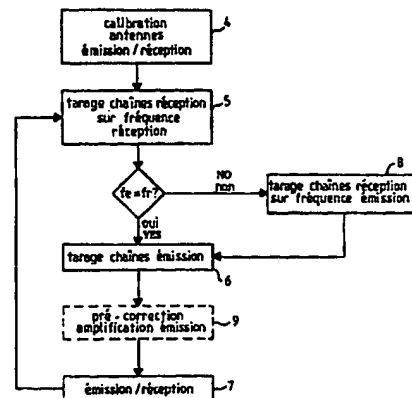 calibration
antennes
émission/réception
4
tarage chaînes réception
sur fréquence
réception
5
fe=fr?
NO
non
8
tarage chaînes réception
sur fréquence émission
oui
YES
tarage chaînes émission
6
pré-correction
amplification émission
9
émission/réception
7